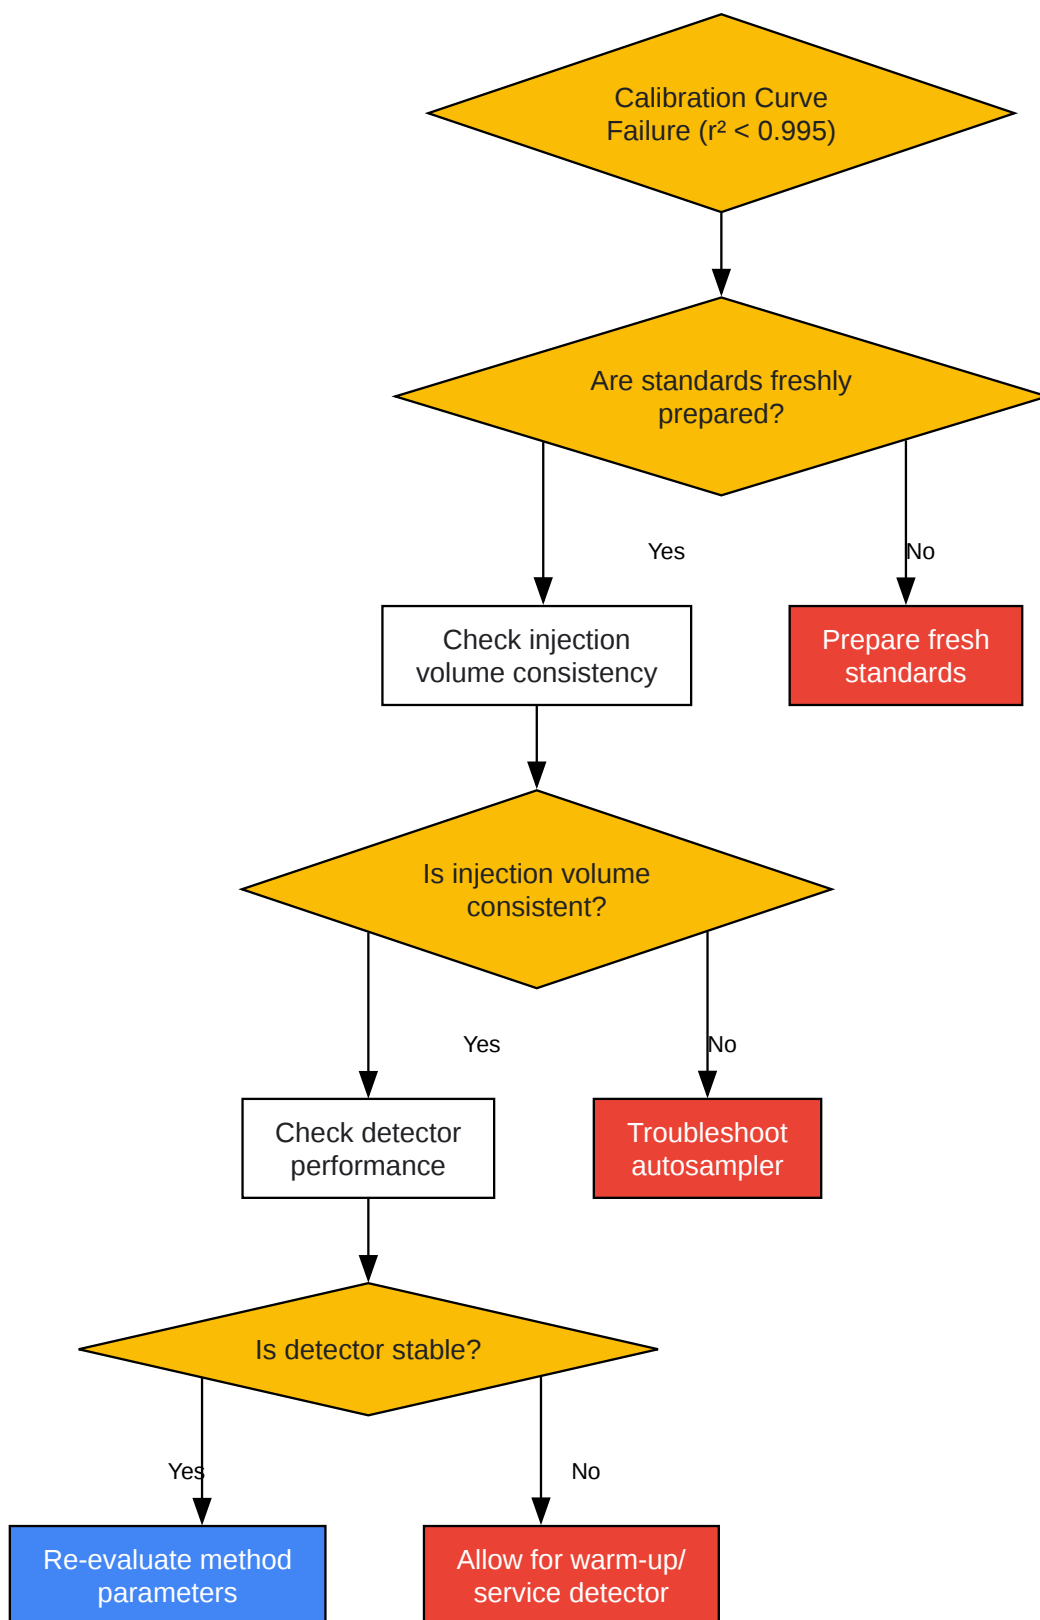 Calibration Curve
Failure (r² < 0.995)
Are standards freshly
prepared?
Yes
No
Check injection
volume consistency
Prepare fresh
standards
Is injection volume
consistent?
Yes
No
Check detector
performance
Troubleshoot
autosampler
Is detector stable?
Yes
No
Re-evaluate method
parameters
Allow for warm-up/
service detector